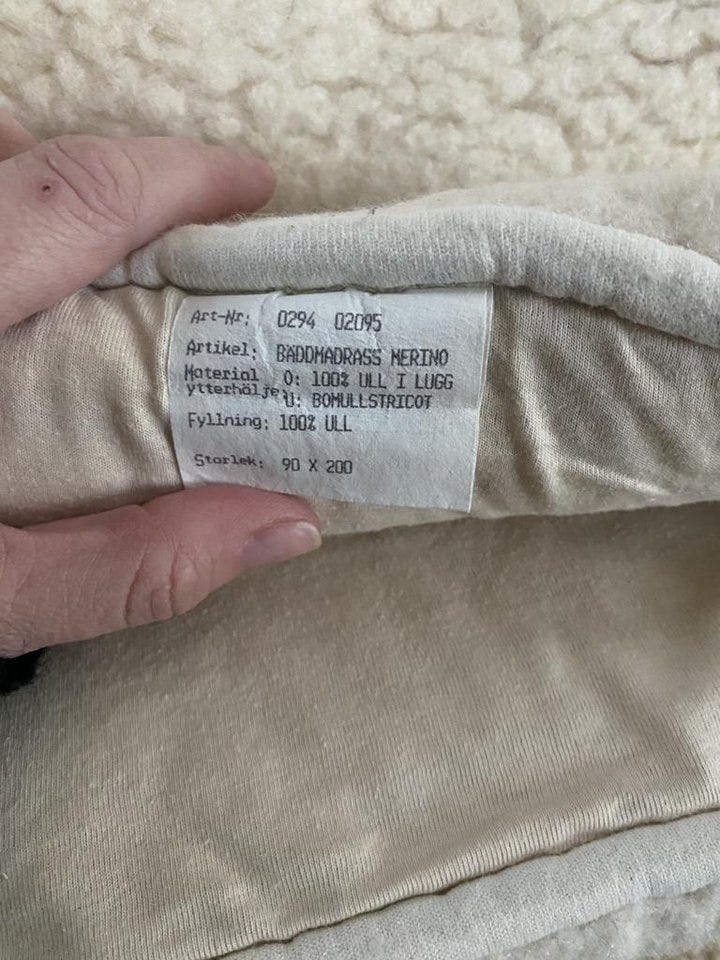 Art-Nr: 0294 02095
Artikel: BÄDDMADRASS MERINO
Material O: 100% ULL I LUGG
ytterhölje U: BOMULLSTRICOT
Fyllning: 100% ULL
Storlek: 90 X 200